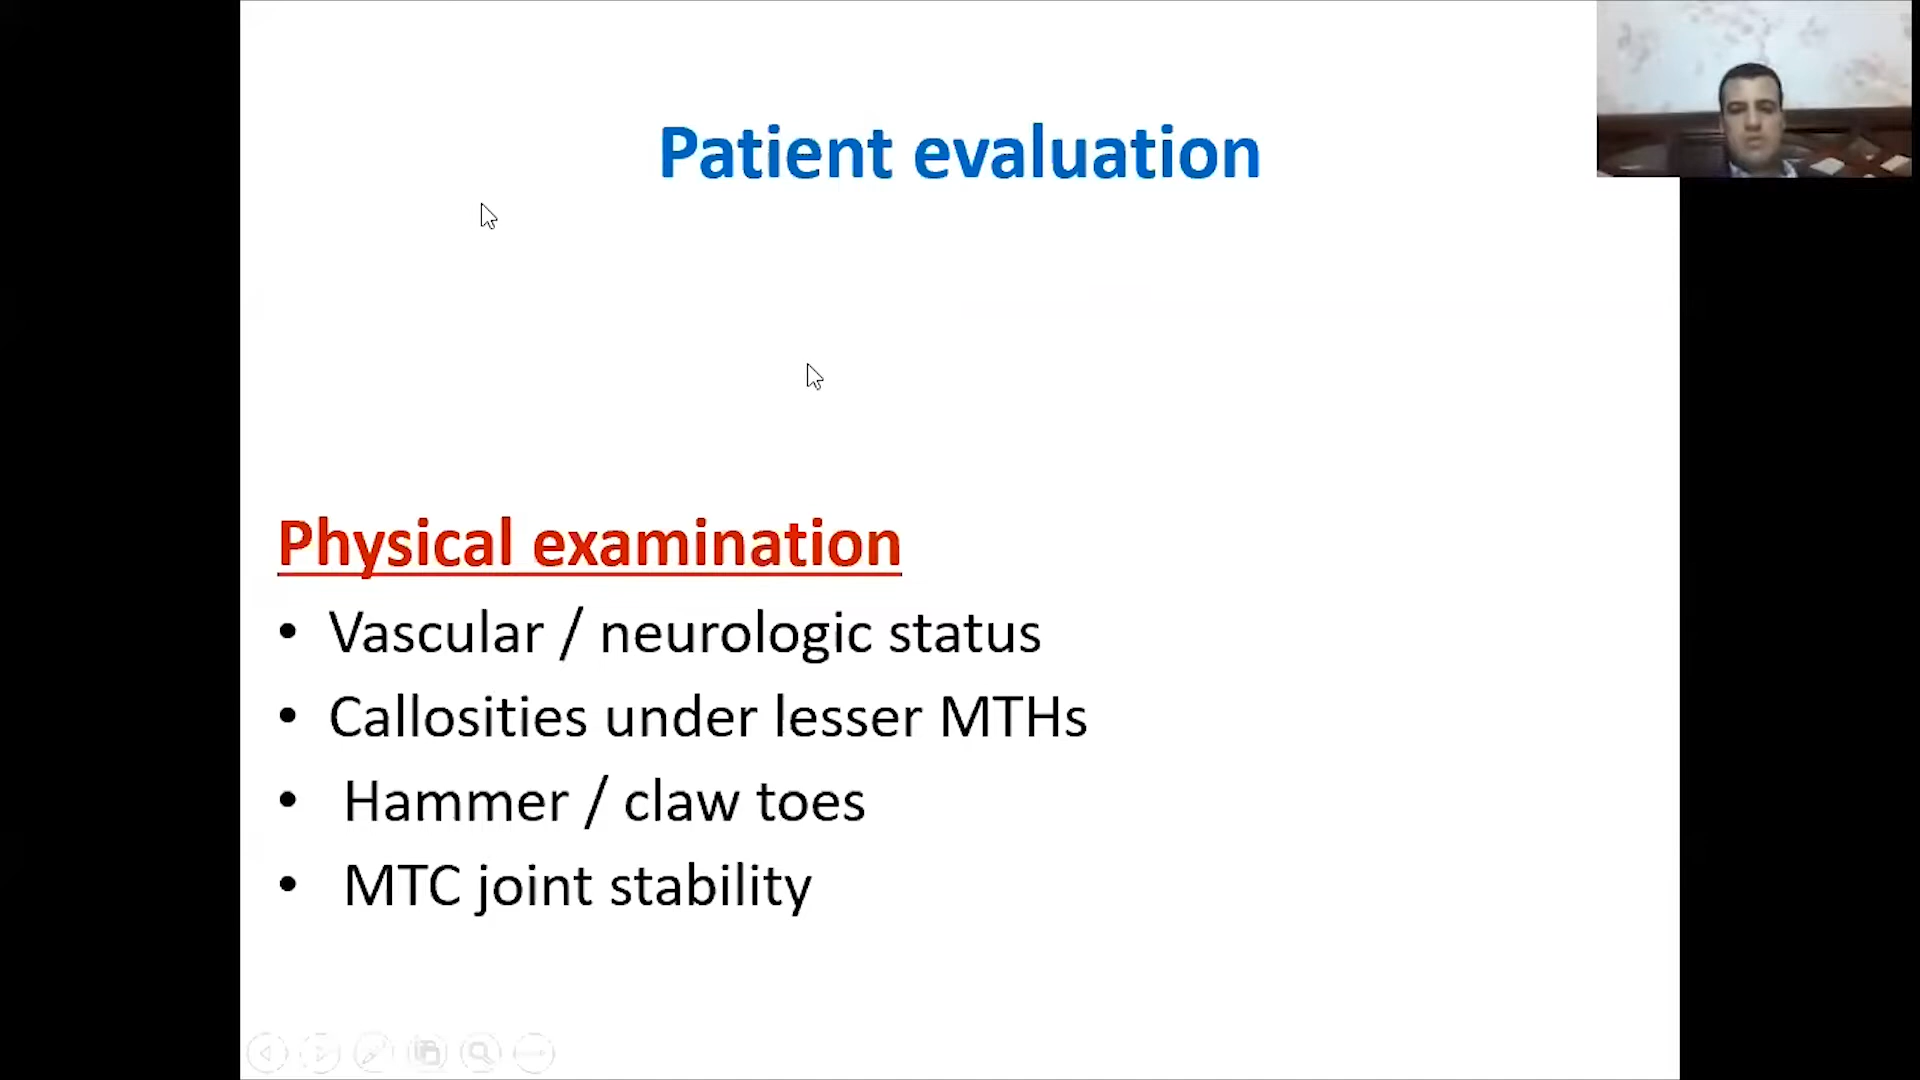 Patient evaluation
Physical examination
• Vascular / neurologic status
• Callosities under lesser MTHs
• Hammer / claw toes
• MTC joint stability